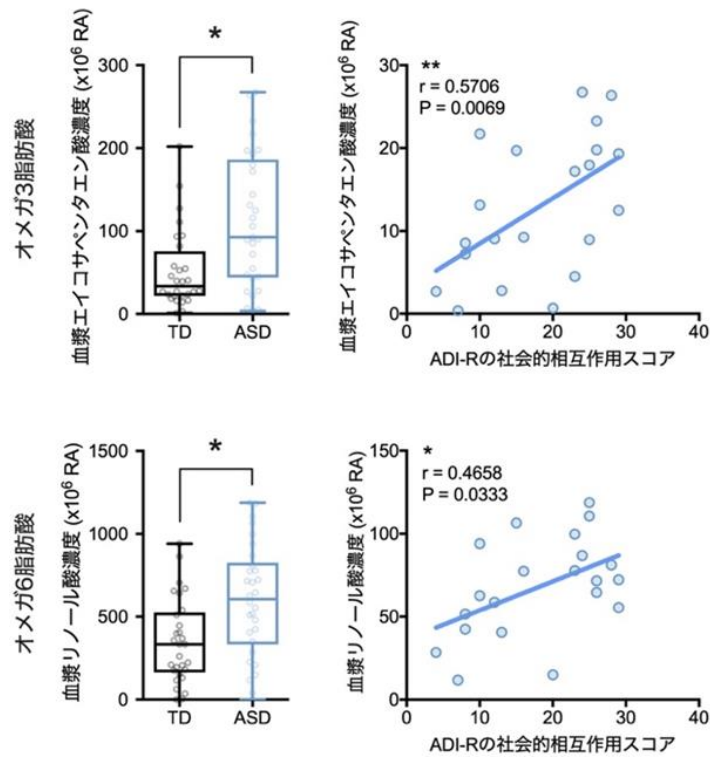 オメガ3脂肪酸
血漿エイコサペンタエン酸濃度 (x10⁶ RA)
300
200
100
0
*
TD
ASD
血漿エイコサペンタエン酸濃度 (x10⁶ RA)
30
20
10
0
**
r = 0.5706
P = 0.0069
0
10
20
30
40
ADI-Rの社会的相互作用スコア
オメガ6脂肪酸
血漿リノール酸濃度 (x10⁶ RA)
1500
1000
500
0
*
TD
ASD
血漿リノール酸濃度 (x10⁶ RA)
150
100
50
0
*
r = 0.4658
P = 0.0333
0
10
20
30
40
ADI-Rの社会的相互作用スコア